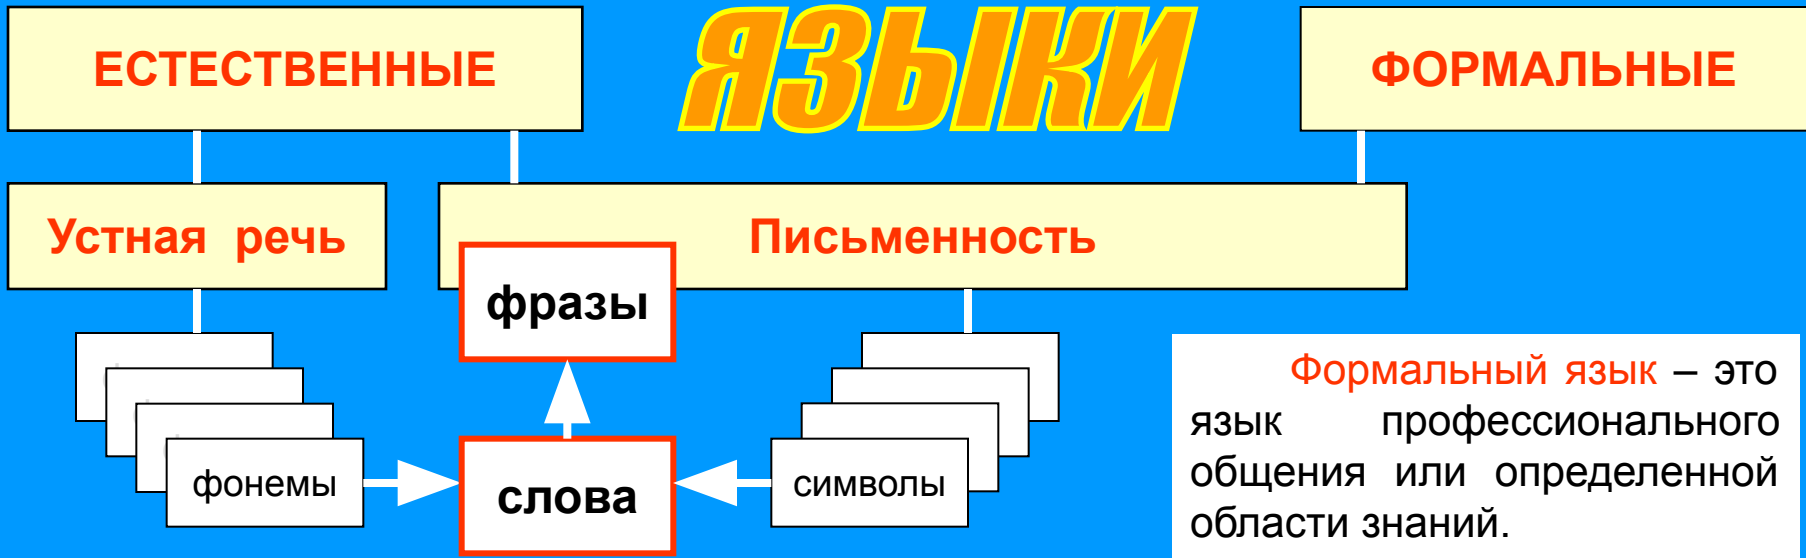 ЯЗЫКИ
ЕСТЕСТВЕННЫЕ
ФОРМАЛЬНЫЕ
Устная речь
Письменность
фразы
фонемы
слова
символы
Формальный язык – это
язык профессионального
общения или определенной
области знаний.